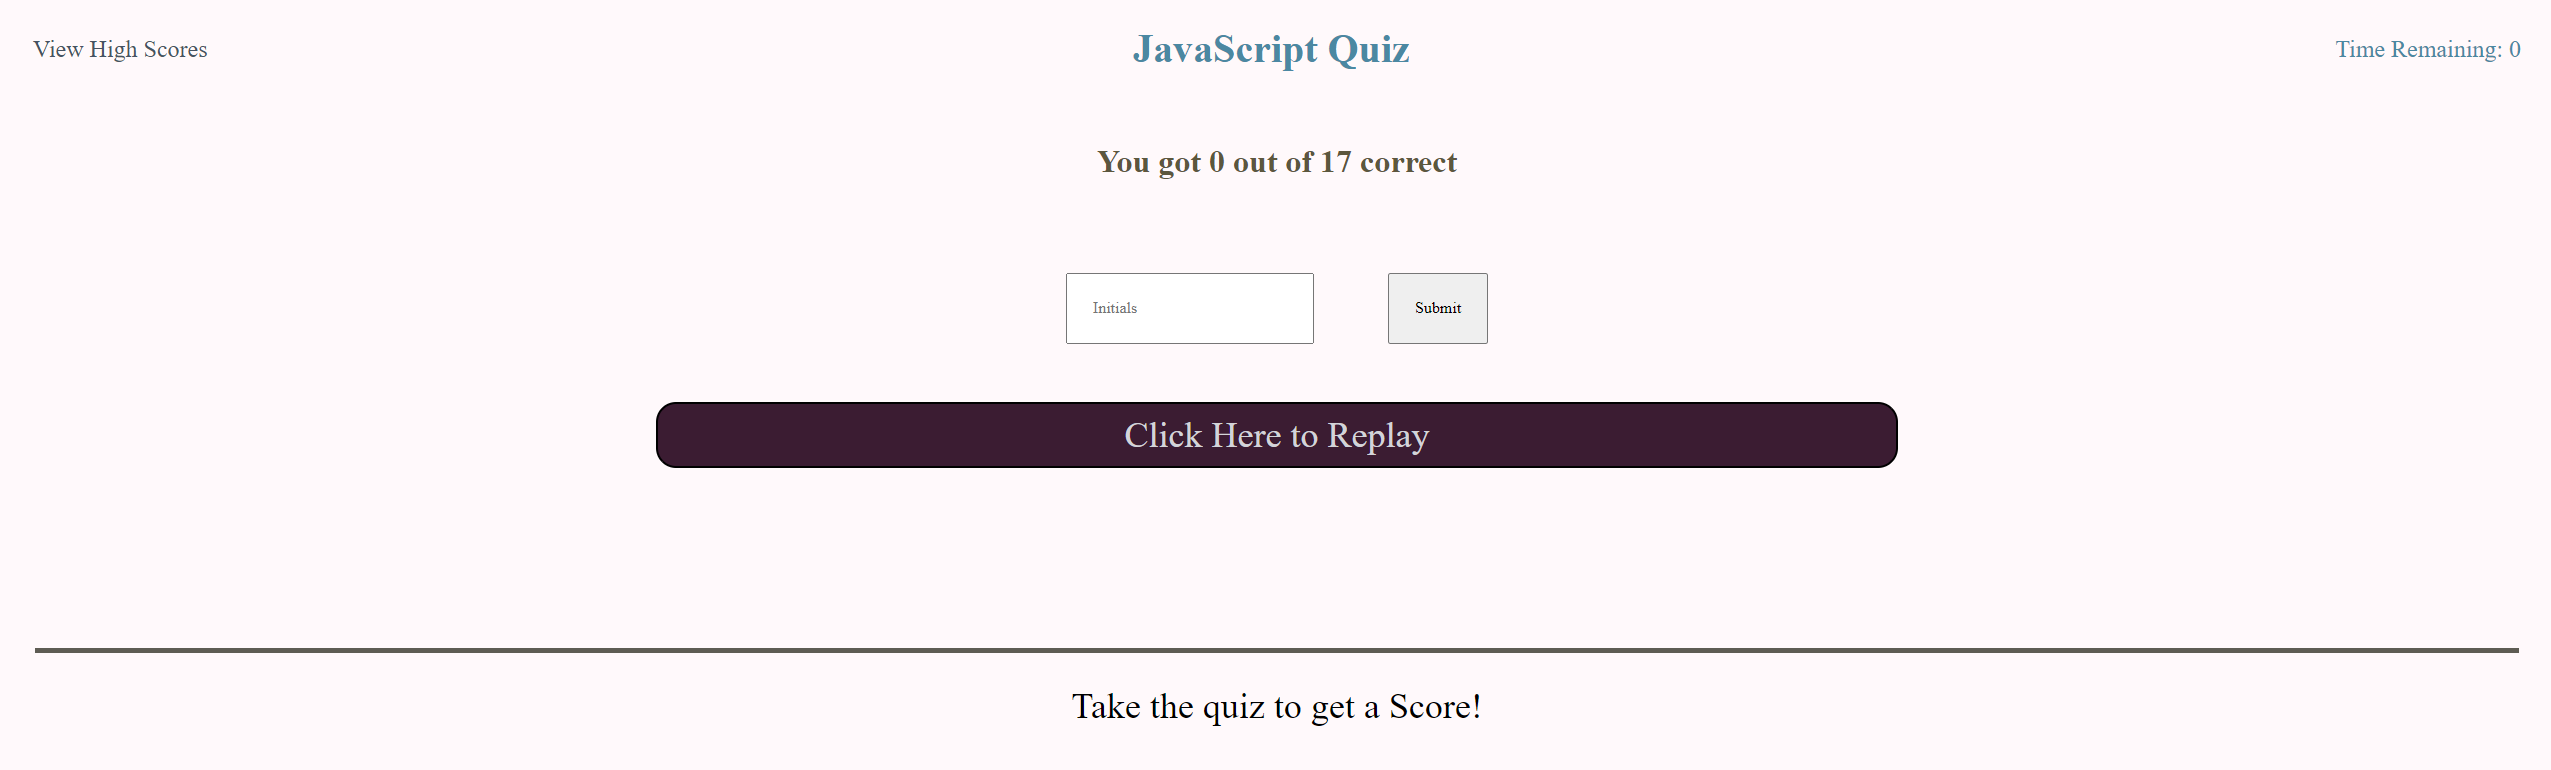 View High Scores
JavaScript Quiz
Time Remaining: 0
You got 0 out of 17 correct
Initials
Submit
Click Here to Replay
Take the quiz to get a Score!